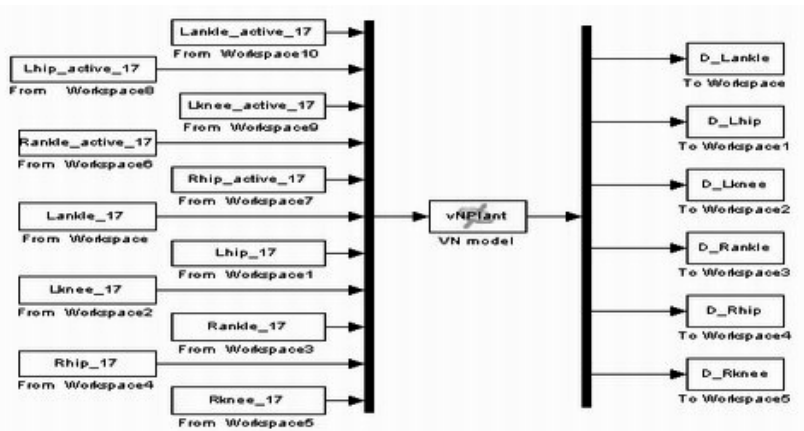 Lankle_active_17
From Workspace10
Lhip_active_17
From Workspace8
Lknee_active_17
From Workspace9
Rankle_active_17
From Workspace6
Rhip_active_17
From Workspace7
Lankle_17
From Workspace
Lhip_17
From Workspace1
Lknee_17
From Workspace2
Rankle_17
From Workspace3
Rhip_17
From Workspace4
Rknee_17
From Workspace5
vNPlant
VN model
D_Lankle
To Workspace
D_Lhip
To Workspace1
D_Lknee
To Workspace2
D_Rankle
To Workspace3
D_Rhip
To Workspace4
D_Rknee
To Workspace5